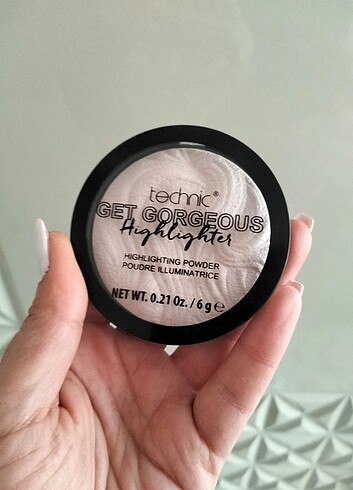 technic®
GET GORGEOUS
Highlighter
HIGHLIGHTING POWDER
POUDRE ILLUMINATRICE
NET WT. 0.21 Oz. / 6 g ℮